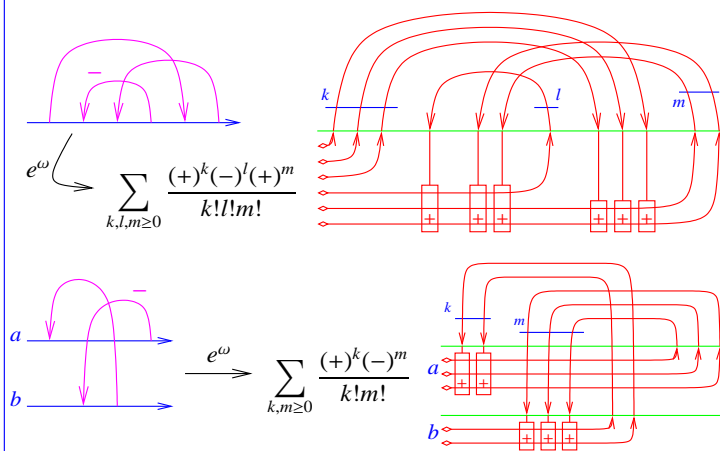 −
k
l
m
e^ω
∑_{k,l,m≥0} (+)^k(−)^l(+)^m / k!l!m!
+ + + + + +
−
a
b
e^ω
∑_{k,m≥0} (+)^k(−)^m / k!m!
k
m
a
+ +
b
+ + +